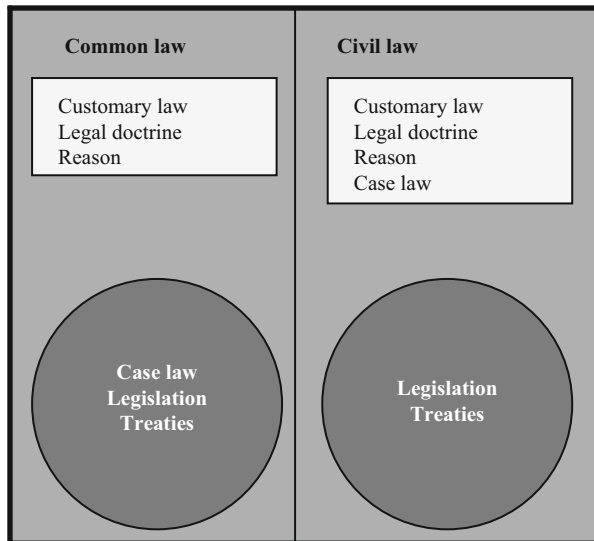 Common law
Customary law
Legal doctrine
Reason
Case law
Legislation
Treaties
Civil law
Customary law
Legal doctrine
Reason
Case law
Legislation
Treaties